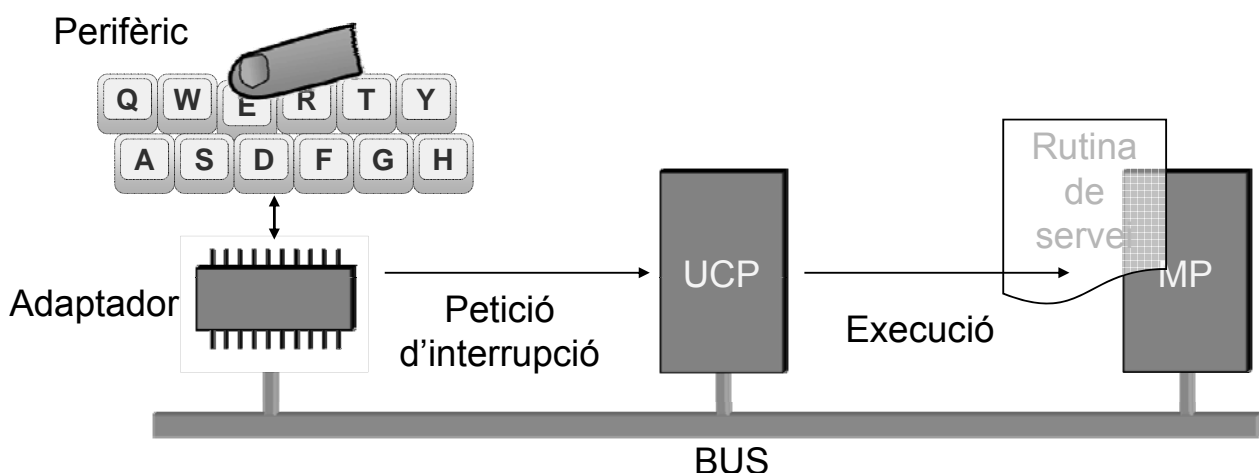 Perifèric
Q W E R T Y
A S D F G H
Rutina
de
servei
UCP
MP
Adaptador
Petició
d’interrupció
Execució
BUS